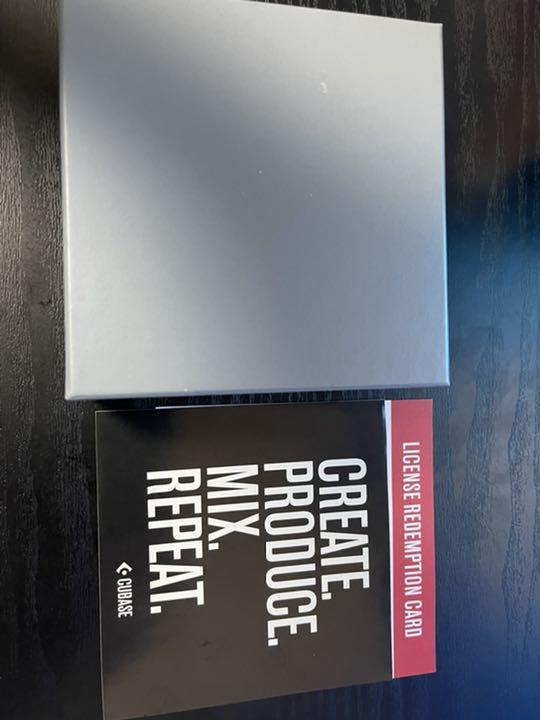 LICENSE REDEMPTION CARD
CREATE.
PRODUCE.
MIX.
REPEAT.
CUBASE